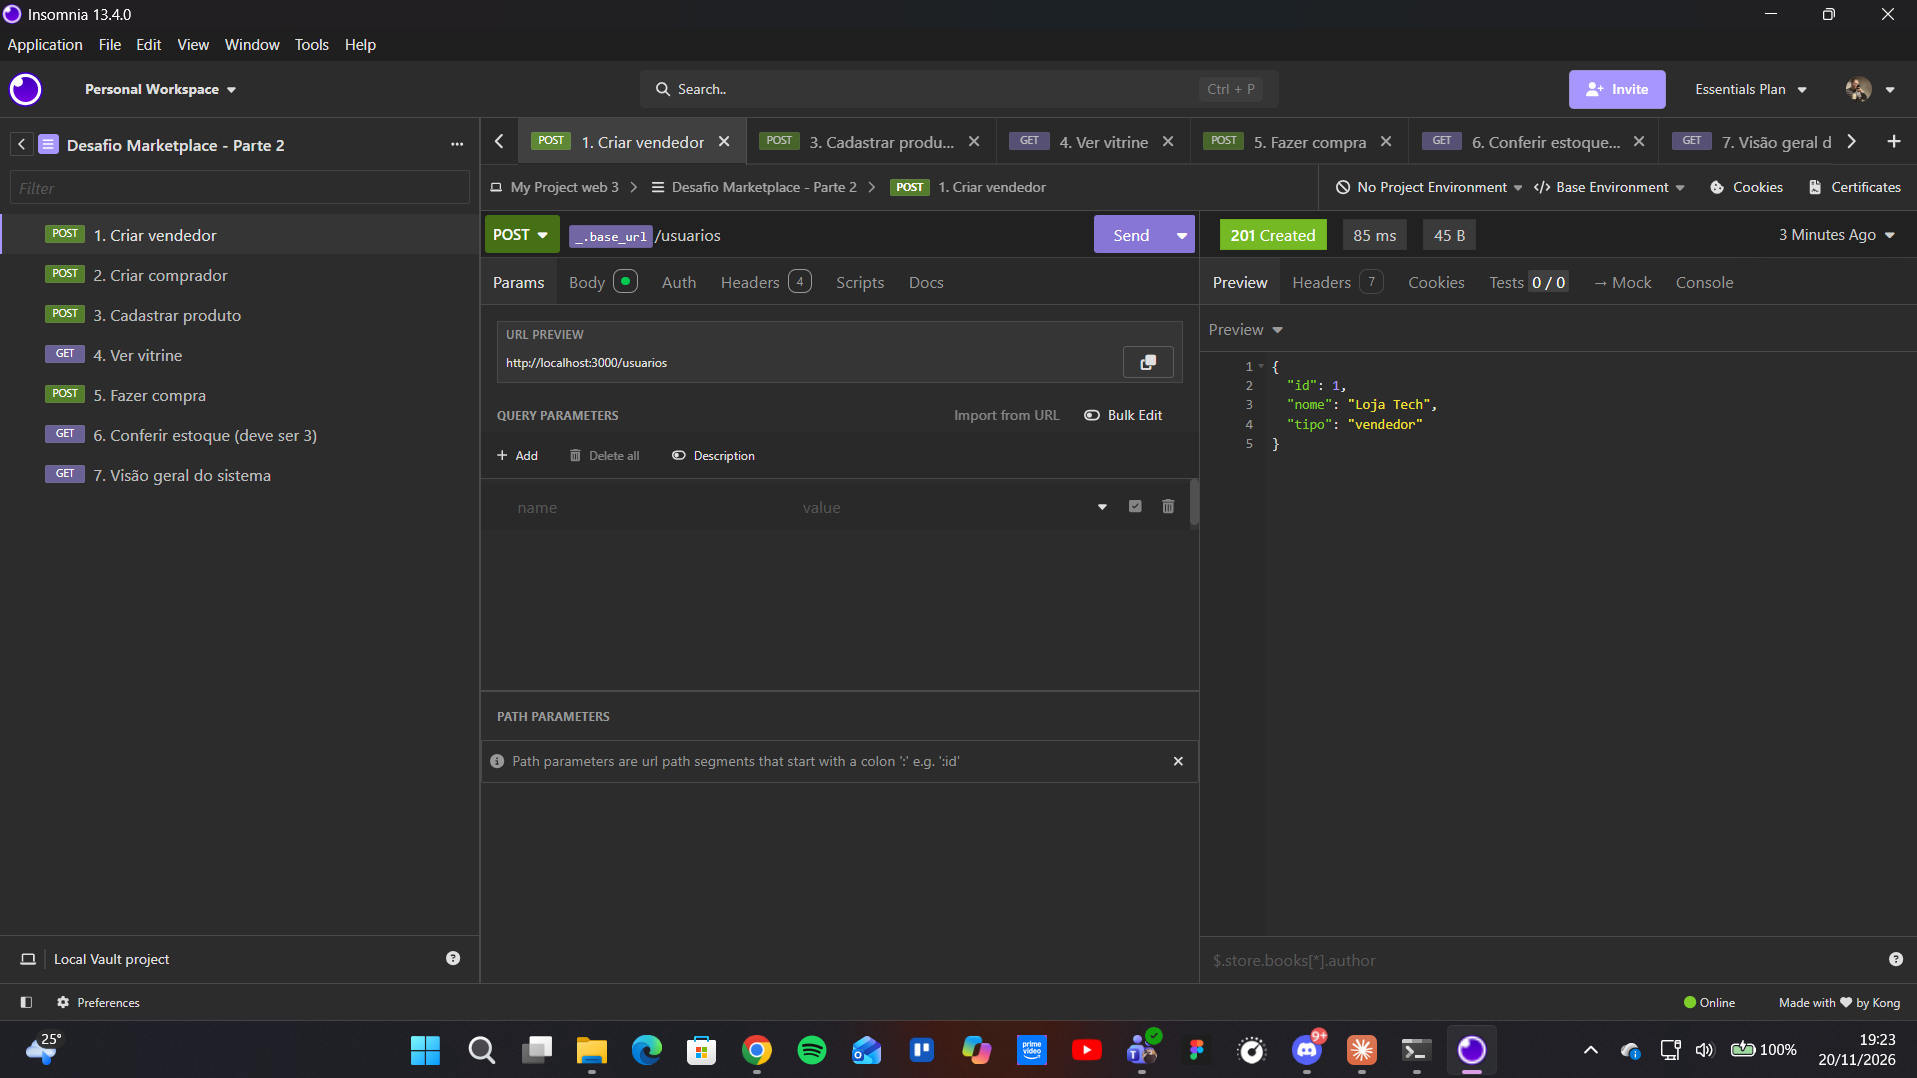 Insomnia 13.4.0
Application File Edit View Window Tools Help
Personal Workspace
Search..
Ctrl + P
Invite
Essentials Plan
Desafio Marketplace - Parte 2
POST 1. Criar vendedor
POST 3. Cadastrar produ...
GET 4. Ver vitrine
POST 5. Fazer compra
GET 6. Conferir estoque...
GET 7. Visão geral d
Filter
My Project web 3 > Desafio Marketplace - Parte 2 > POST 1. Criar vendedor
No Project Environment
</> Base Environment
Cookies
Certificates
POST 1. Criar vendedor
POST 2. Criar comprador
POST 3. Cadastrar produto
GET 4. Ver vitrine
POST 5. Fazer compra
GET 6. Conferir estoque (deve ser 3)
GET 7. Visão geral do sistema
POST _.base_url /usuarios
Send
201 Created
85 ms
45 B
3 Minutes Ago
Params Body Auth Headers 4 Scripts Docs
Preview Headers 7 Cookies Tests 0 / 0 → Mock Console
URL PREVIEW
http://localhost:3000/usuarios
QUERY PARAMETERS
Import from URL
Bulk Edit
+ Add
Delete all
Description
name value
PATH PARAMETERS
Path parameters are url path segments that start with a colon ':' e.g. ':id'
Preview
1 {
2 "id": 1,
3 "nome": "Loja Tech",
4 "tipo": "vendedor"
5 }
$.store.books[*].author
Local Vault project
Preferences
Online
Made with ♥ by Kong
25°
prime video
9+
100%
19:23
20/11/2026